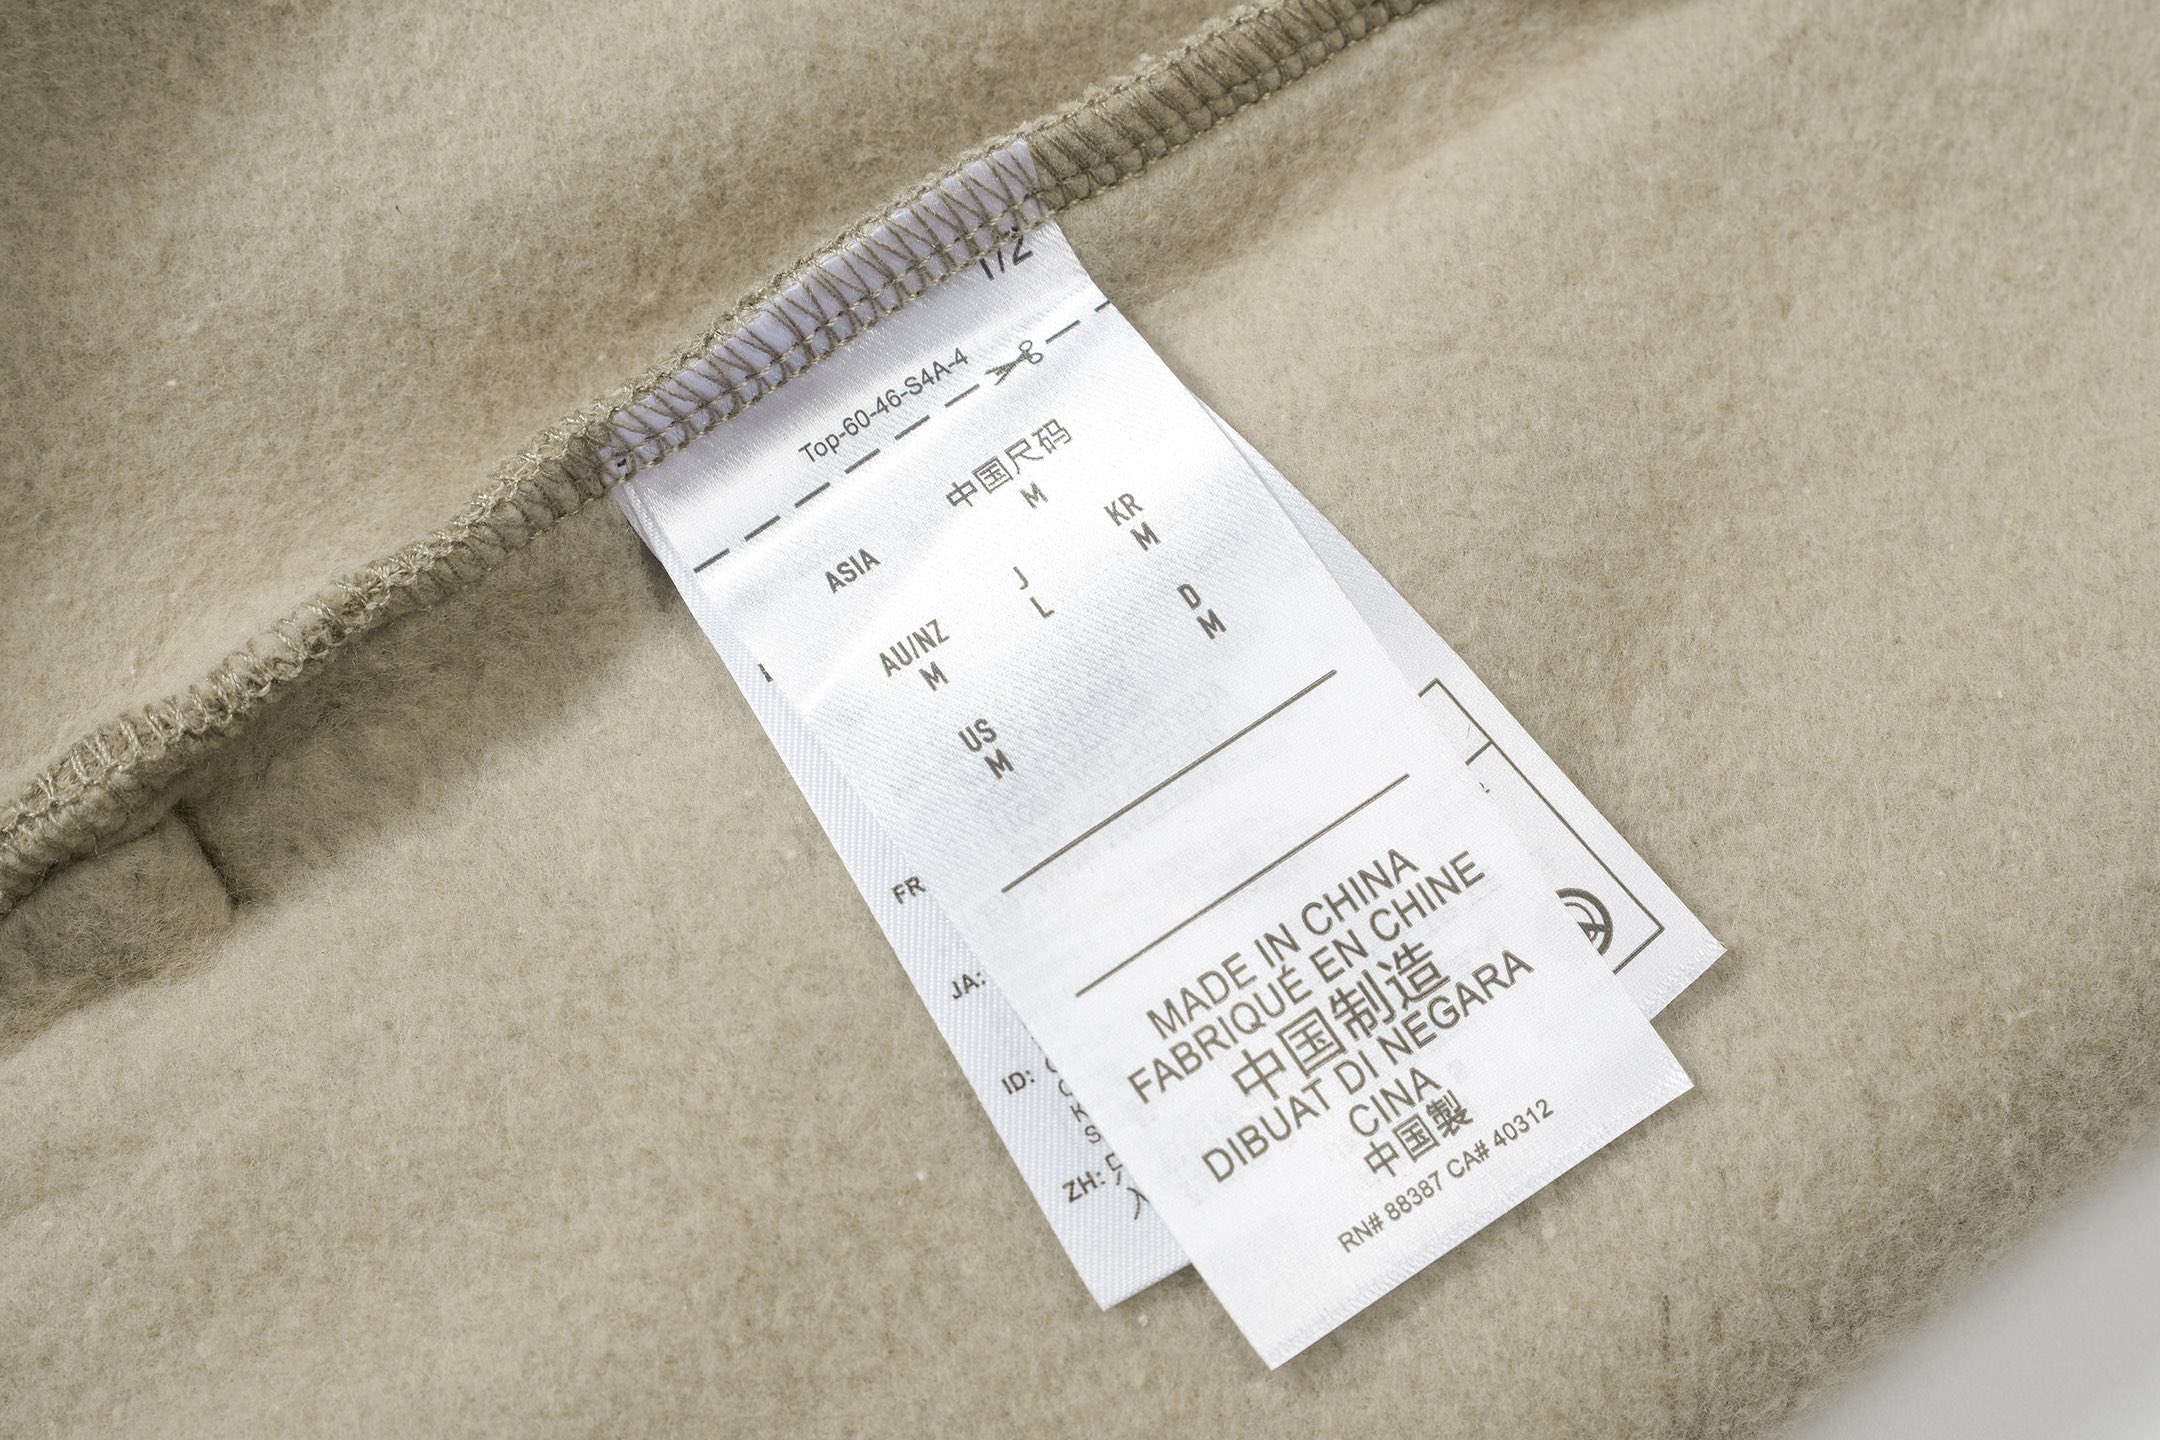 1/2
Top-60-46-S4A-4
中国尺码
M
KR
M
ASIA
J
L
D
M
AU/NZ
M
US
M
MADE IN CHINA
FABRIQUÉ EN CHINE
中国制造
DIBUAT DI NEGARA
CINA
中国製
RN# 88387 CA# 40312
FR
JA:
ID:
ZH: